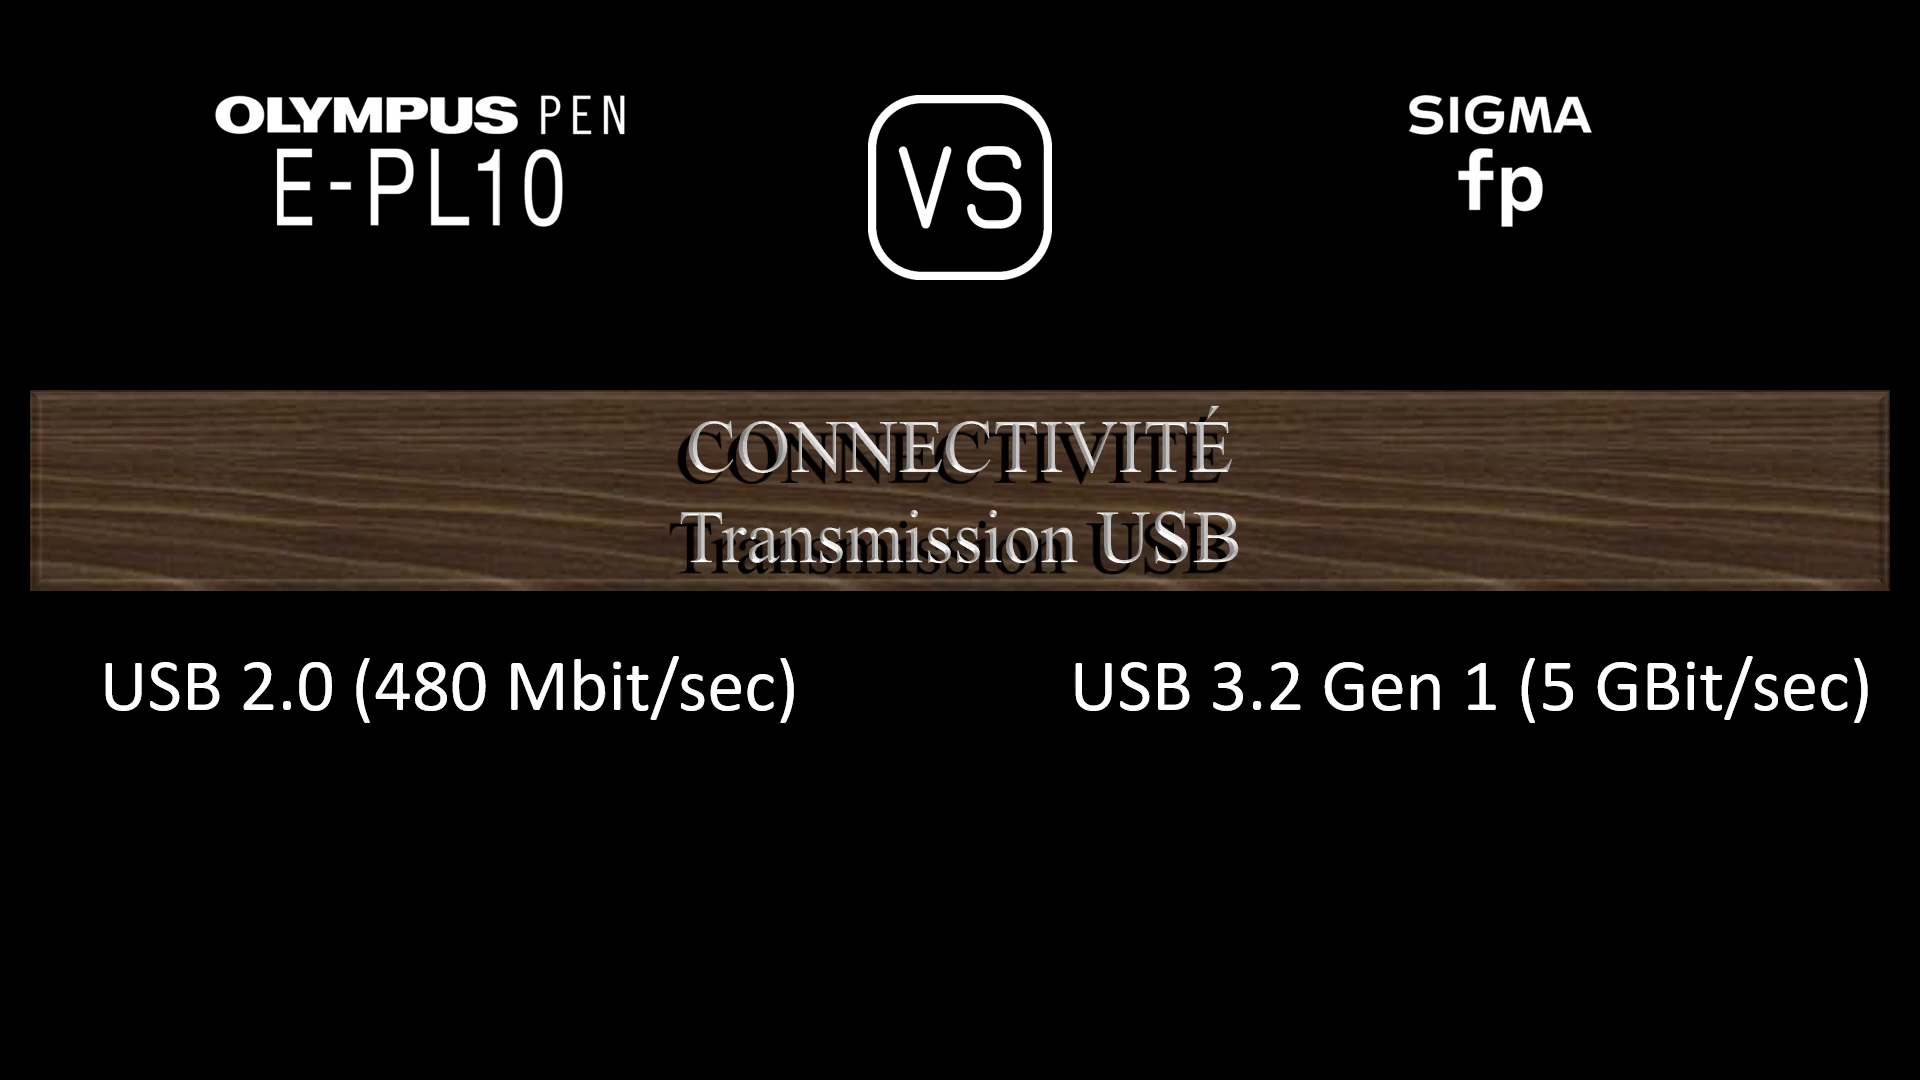 OLYMPUS PEN
E-PL10
VS
SIGMA
fp
CONNECTIVITÉ
Transmission USB
USB 2.0 (480 Mbit/sec)
USB 3.2 Gen 1 (5 GBit/sec)